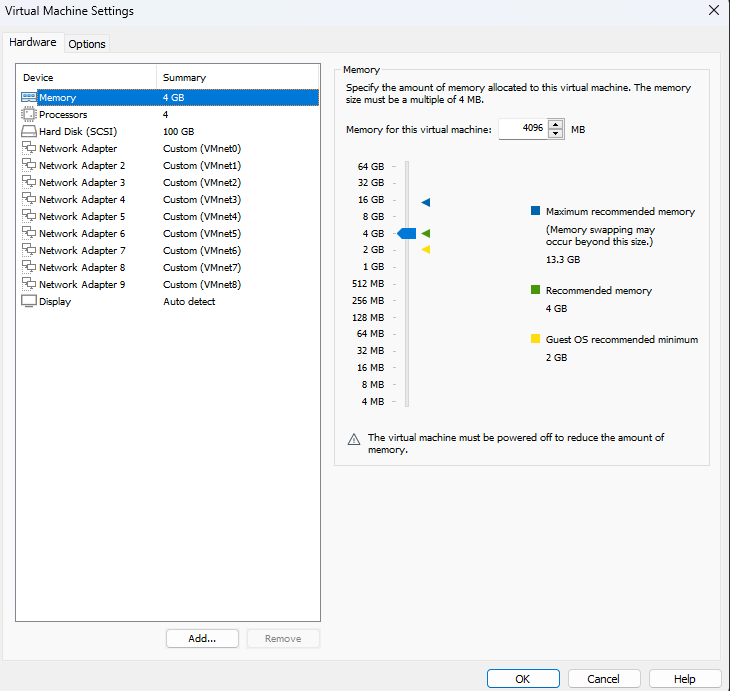 Virtual Machine Settings
Hardware
Options
Device Summary
Memory 4 GB
Processors 4
Hard Disk (SCSI) 100 GB
Network Adapter Custom (VMnet0)
Network Adapter 2 Custom (VMnet1)
Network Adapter 3 Custom (VMnet2)
Network Adapter 4 Custom (VMnet3)
Network Adapter 5 Custom (VMnet4)
Network Adapter 6 Custom (VMnet5)
Network Adapter 7 Custom (VMnet6)
Network Adapter 8 Custom (VMnet7)
Network Adapter 9 Custom (VMnet8)
Display Auto detect
Add...
Remove
Memory
Specify the amount of memory allocated to this virtual machine. The memory
size must be a multiple of 4 MB.
Memory for this virtual machine: 4096 MB
64 GB
32 GB
16 GB
8 GB
4 GB
2 GB
1 GB
512 MB
256 MB
128 MB
64 MB
32 MB
16 MB
8 MB
4 MB
Maximum recommended memory
(Memory swapping may
occur beyond this size.)
13.3 GB
Recommended memory
4 GB
Guest OS recommended minimum
2 GB
The virtual machine must be powered off to reduce the amount of
memory.
OK
Cancel
Help